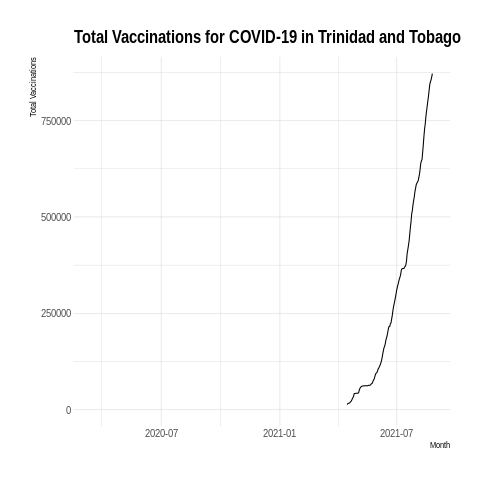 Total Vaccinations for COVID-19 in Trinidad and Tobago
Total Vaccinations
750000
500000
250000
0
2020-07 2021-01 2021-07
Month